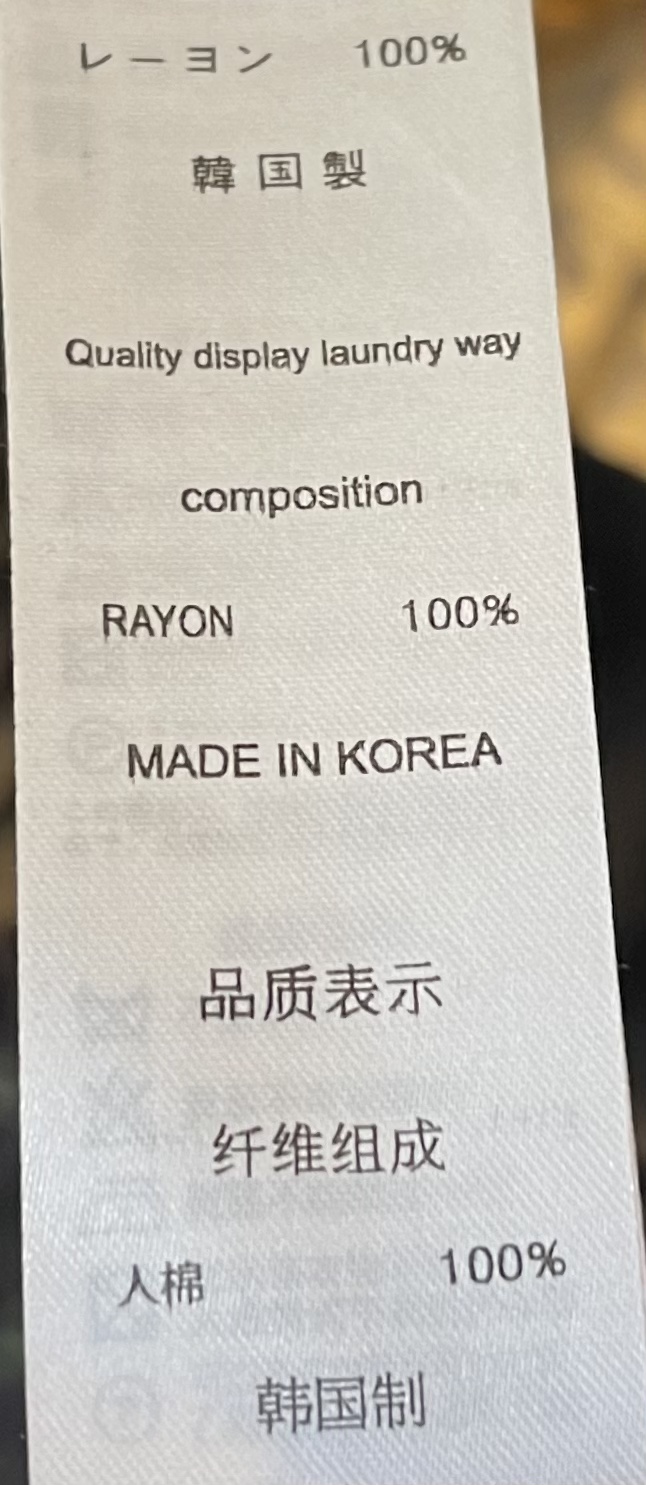 レーヨン 100%
韓国製
Quality display laundry way
composition
RAYON 100%
MADE IN KOREA
品质表示
纤维组成
人棉 100%
韩国制